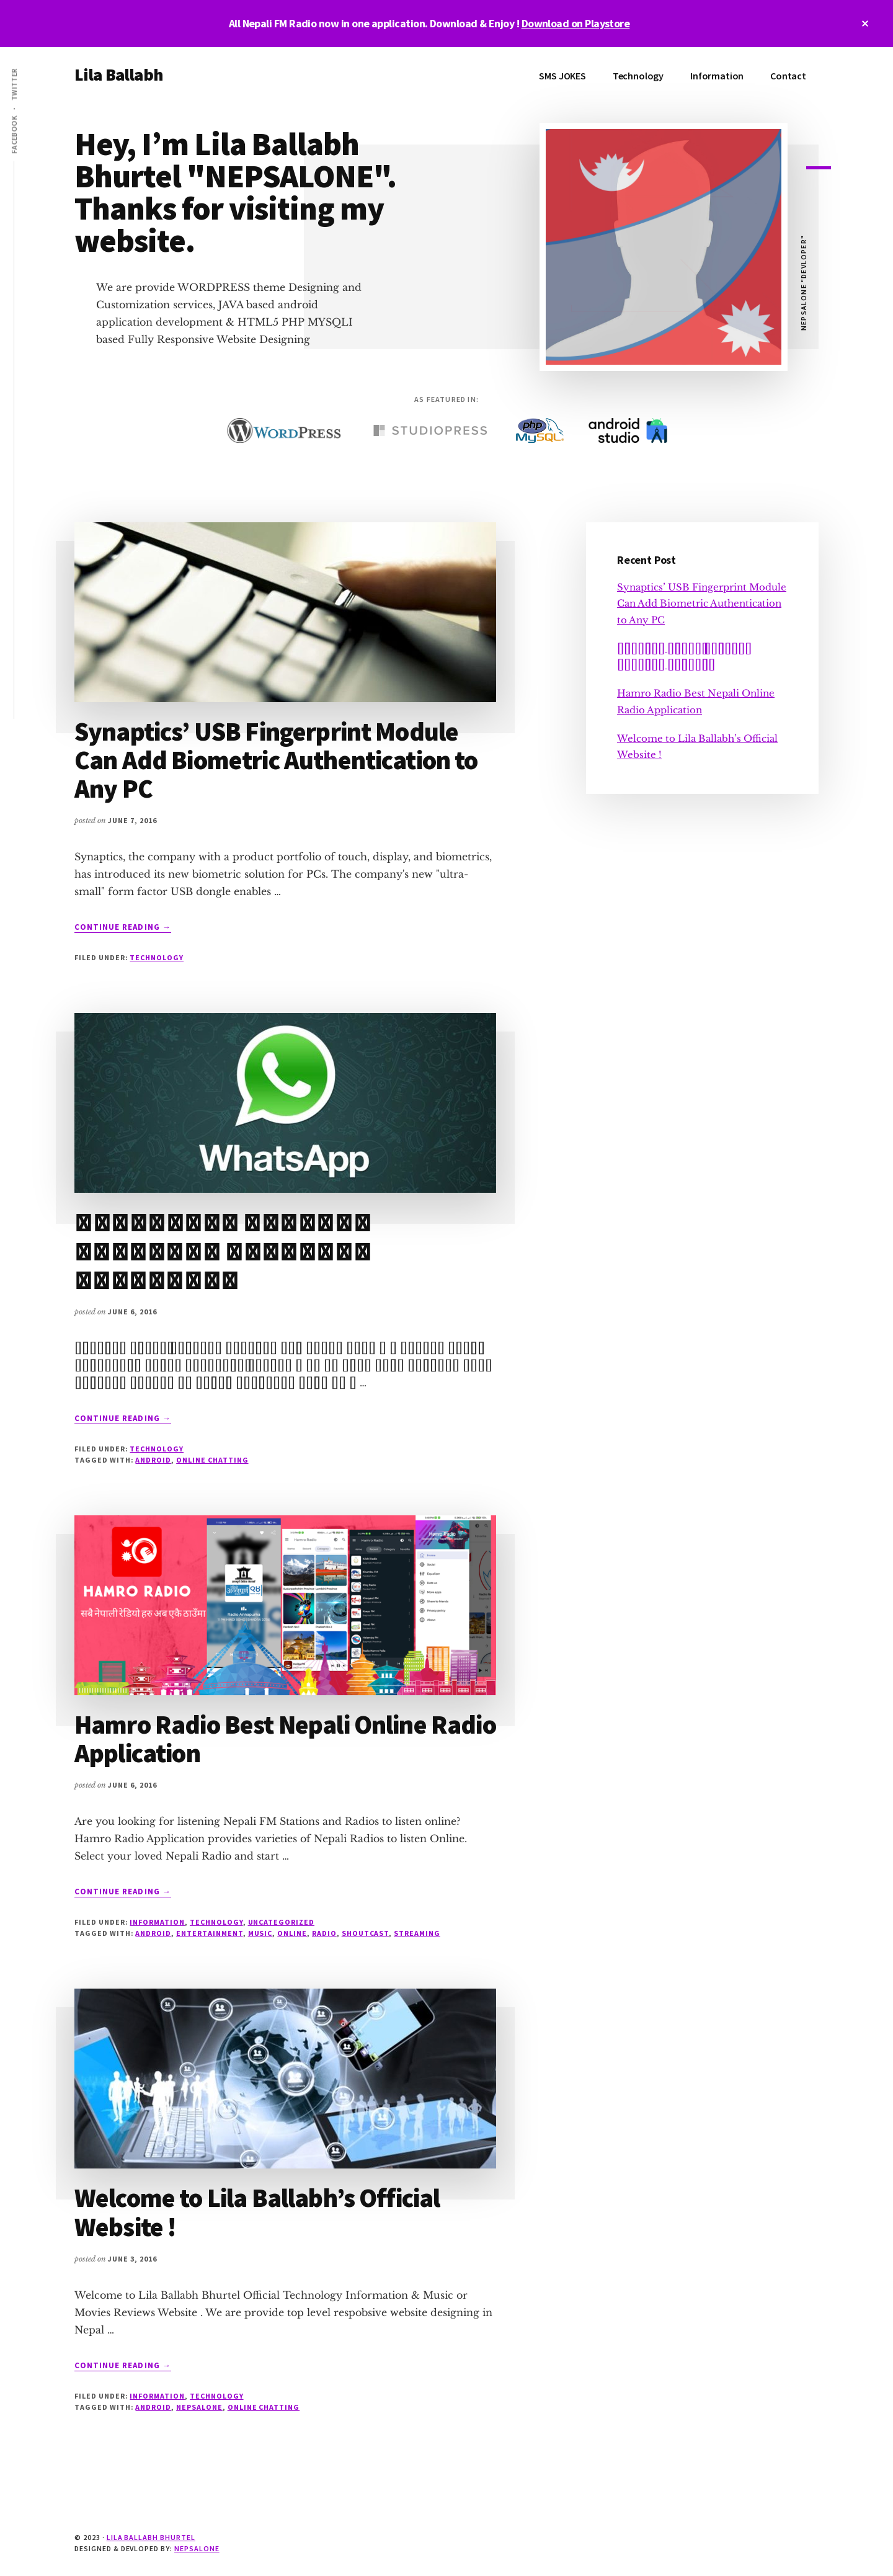 All Nepali FM Radio now in one application. Download & Enjoy ! Download on Playstore
×
FACEBOOK - TWITTER
Lila Ballabh
SMS JOKES Technology Information Contact
Hey, I’m Lila Ballabh
Bhurtel "NEPSALONE".
Thanks for visiting my
website.
We are provide WORDPRESS theme Designing and
Customization services, JAVA based android
application development & HTML5 PHP MYSQLI
based Fully Responsive Website Designing
NEPSALONE "DEVLOPER"
AS FEATURED IN:
WORDPRESS STUDIOPRESS php MySQL android studio
Synaptics’ USB Fingerprint Module
Can Add Biometric Authentication to
Any PC
posted on JUNE 7, 2016
Synaptics, the company with a product portfolio of touch, display, and biometrics,
has introduced its new biometric solution for PCs. The company's new "ultra-
small" form factor USB dongle enables ...
CONTINUE READING →
FILED UNDER: TECHNOLOGY
Recent Post
Synaptics’ USB Fingerprint Module
Can Add Biometric Authentication
to Any PC
Hamro Radio Best Nepali Online
Radio Application
Welcome to Lila Ballabh’s Official
Website !
WhatsApp
posted on JUNE 6, 2016
CONTINUE READING →
FILED UNDER: TECHNOLOGY
TAGGED WITH: ANDROID, ONLINE CHATTING
HAMRO RADIO
सबै नेपाली रेडियो हरु अब एकै ठाउँमा
Hamro Radio Best Nepali Online Radio
Application
posted on JUNE 6, 2016
Are you looking for listening Nepali FM Stations and Radios to listen online?
Hamro Radio Application provides varieties of Nepali Radios to listen Online.
Select your loved Nepali Radio and start ...
CONTINUE READING →
FILED UNDER: INFORMATION, TECHNOLOGY, UNCATEGORIZED
TAGGED WITH: ANDROID, ENTERTAINMENT, MUSIC, ONLINE, RADIO, SHOUTCAST, STREAMING
Welcome to Lila Ballabh’s Official
Website !
posted on JUNE 3, 2016
Welcome to Lila Ballabh Bhurtel Official Technology Information & Music or
Movies Reviews Website . We are provide top level respobsive website designing in
Nepal ...
CONTINUE READING →
FILED UNDER: INFORMATION, TECHNOLOGY
TAGGED WITH: ANDROID, NEPSALONE, ONLINE CHATTING
© 2023 · LILA BALLABH BHURTEL
DESIGNED & DEVLOPED BY: NEPSALONE